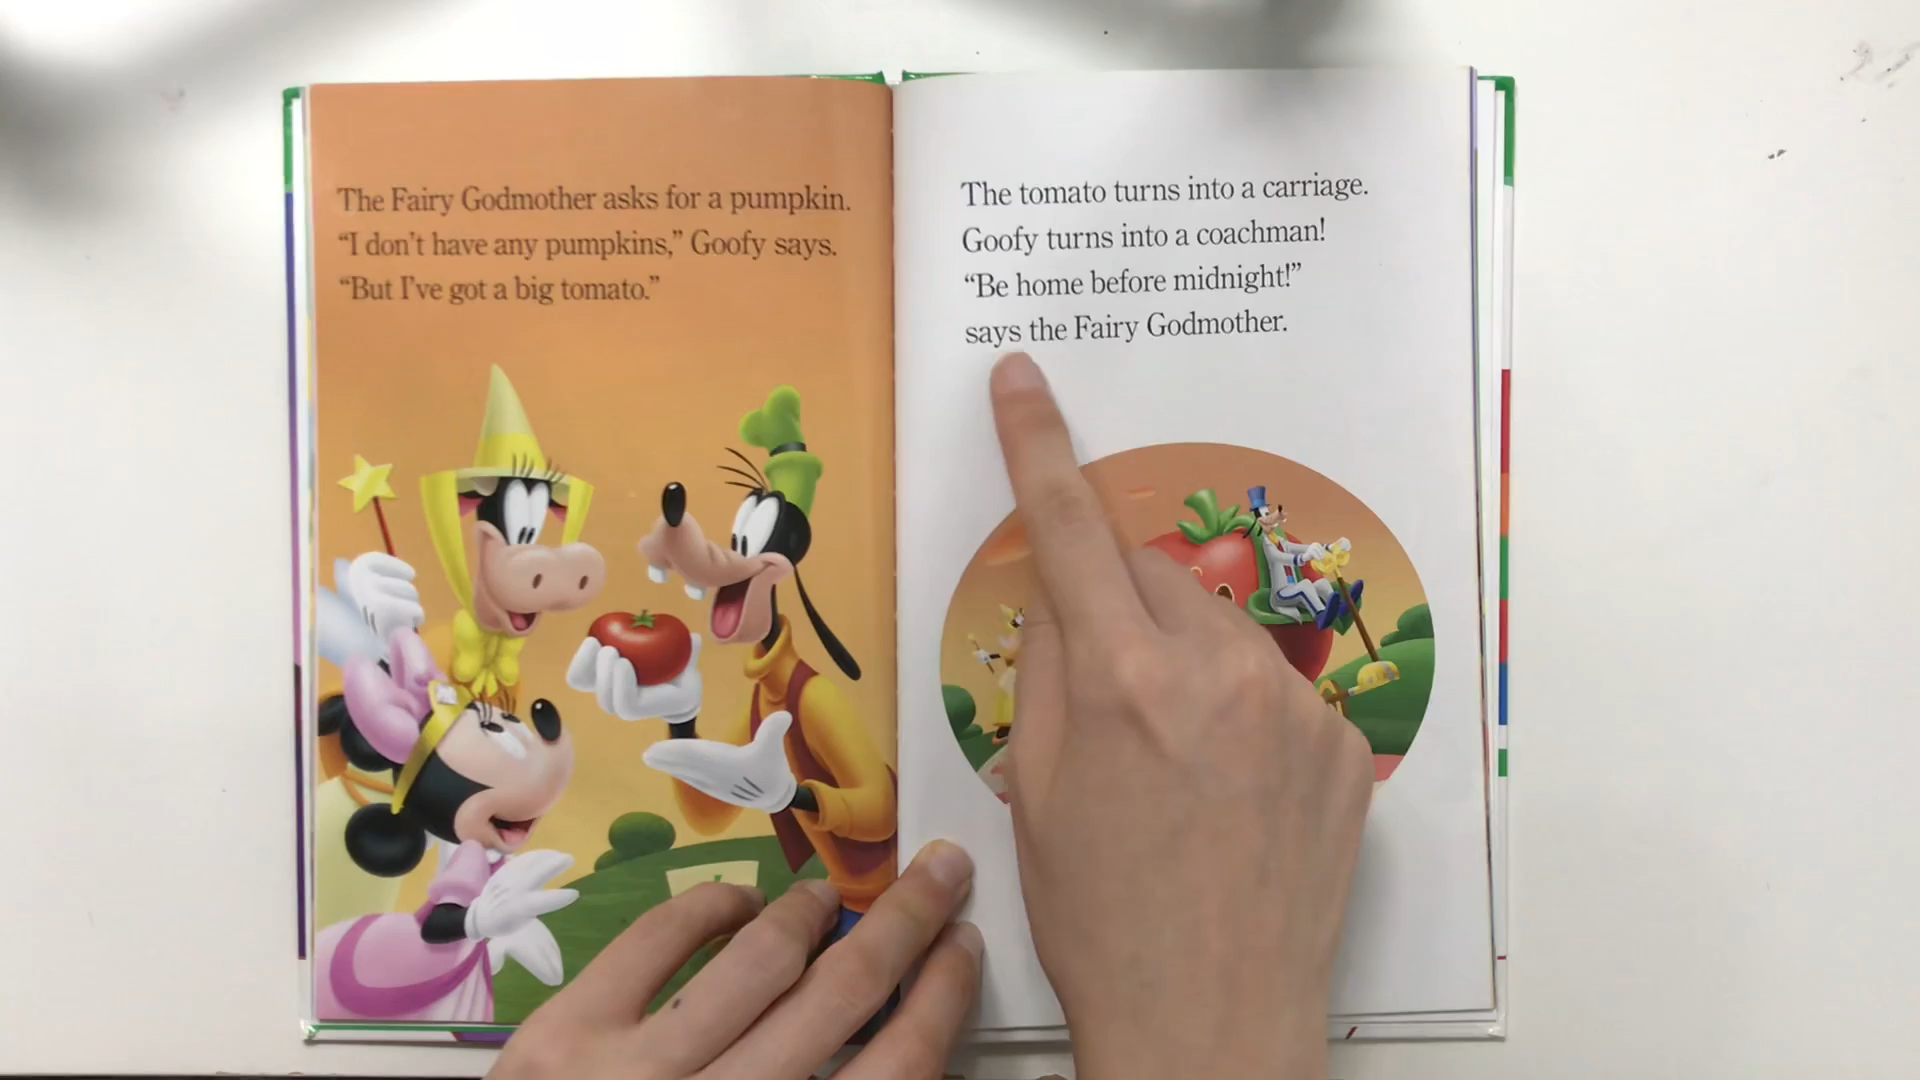 The Fairy Godmother asks for a pumpkin.
“I don’t have any pumpkins,” Goofy says.
“But I’ve got a big tomato.”
The tomato turns into a carriage.
Goofy turns into a coachman!
“Be home before midnight!”
says the Fairy Godmother.